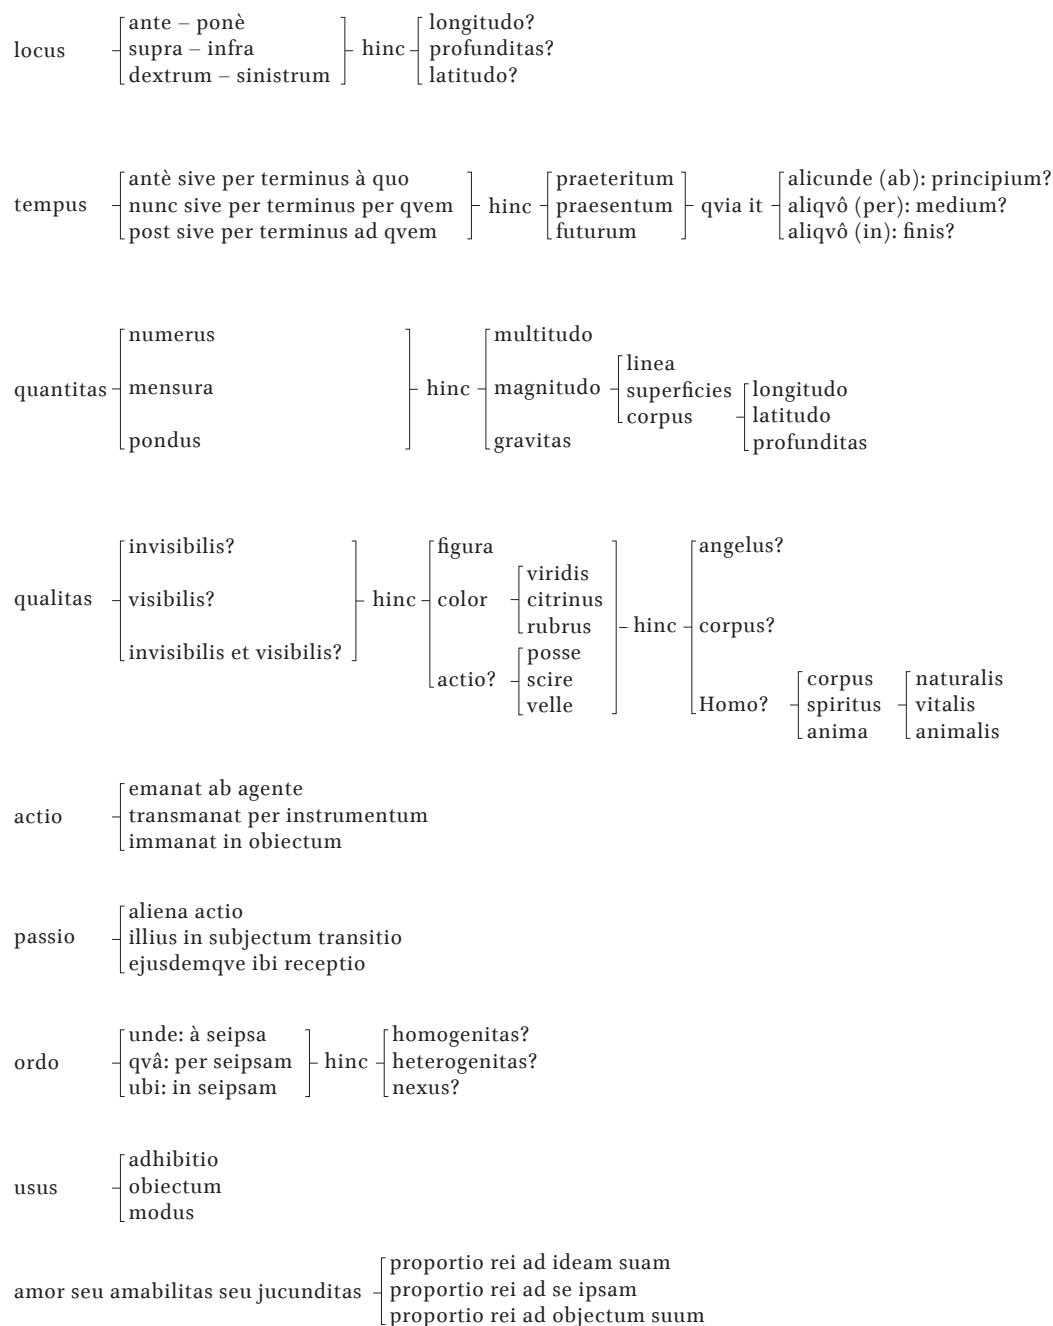 ante – ponè longitudo?
locus supra – infra hinc profunditas?
dextrum – sinistrum latitudo?
antè sive per terminus à quo praeteritum alicunde (ab): principium?
tempus nunc sive per terminus per qvem hinc praesentum qvia it aliqvô (per): medium?
post sive per terminus ad qvem futurum aliqvô (in): finis?
numerus multitudo
linea
quantitas mensura hinc magnitudo superficies longitudo
corpus latitudo
pondus gravitas profunditas
invisibilis? figura angelus?
viridis
qualitas visibilis? hinc color citrinus
rubrus hinc corpus?
invisibilis et visibilis? posse
actio? scire corpus naturalis
velle Homo? spiritus vitalis
anima animalis
emanat ab agente
actio transmanat per instrumentum
immanat in obiectum
aliena actio
passio illius in subjectum transitio
ejusdemqve ibi receptio
unde: à seipsa homogenitas?
ordo qvâ: per seipsam hinc heterogenitas?
ubi: in seipsam nexus?
adhibitio
usus obiectum
modus
proportio rei ad ideam suam
amor seu amabilitas seu jucunditas proportio rei ad se ipsam
proportio rei ad objectum suum